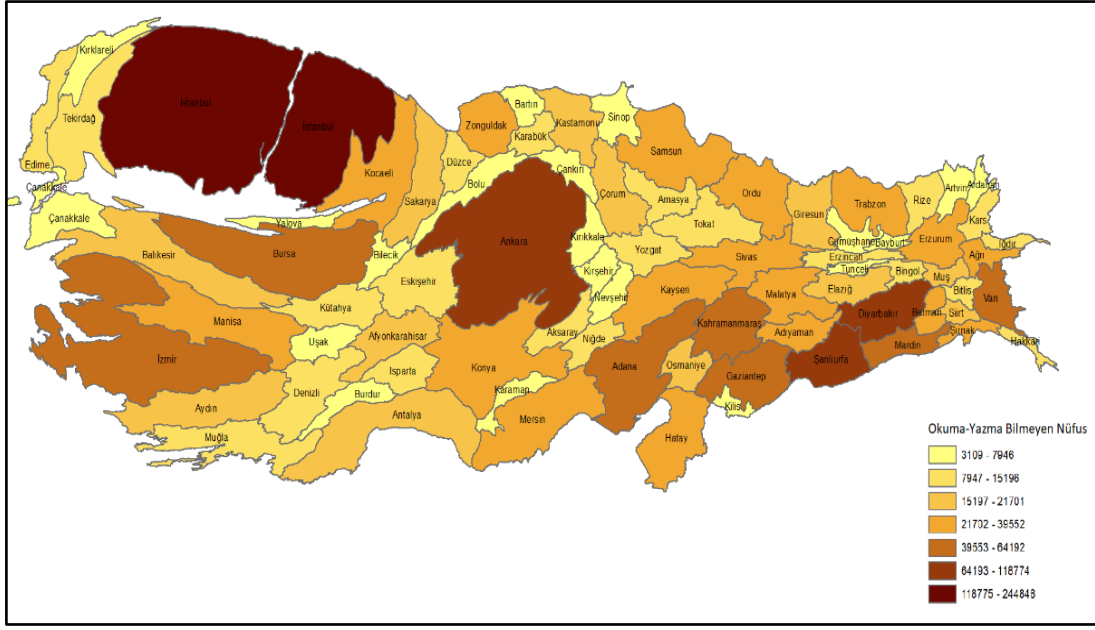 Kırklareli
İstanbul
İstanbul
Tekirdağ
Edirne
Çanakkale
Çanakkale
Kocaeli
Sakarya
Yalova
Bursa
Balıkesir
Bilecik
Düzce
Bolu
Zonguldak
Bartın
Karabük
Kastamonu
Sinop
Çankırı
Çorum
Samsun
Amasya
Tokat
Ordu
Giresun
Trabzon
Rize
Artvin
Ardahan
Kars
Iğdır
Gümüşhane
Bayburt
Erzincan
Erzurum
Ağrı
Tunceli
Bingöl
Muş
Bitlis
Van
Elazığ
Malatya
Sivas
Yozgat
Kırıkkale
Kırşehir
Nevşehir
Kayseri
Ankara
Eskişehir
Kütahya
Manisa
Uşak
Afyonkarahisar
İzmir
Aydın
Denizli
Isparta
Burdur
Muğla
Antalya
Konya
Karaman
Mersin
Aksaray
Niğde
Adana
Osmaniye
Kahramanmaraş
Adıyaman
Gaziantep
Kilis
Hatay
Şanlıurfa
Diyarbakır
Batman
Mardin
Siirt
Şırnak
Hakkari
Okuma-Yazma Bilmeyen Nüfus
3109 - 7946
7947 - 15196
15197 - 21701
21702 - 39552
39553 - 64192
64193 - 118774
118775 - 244848